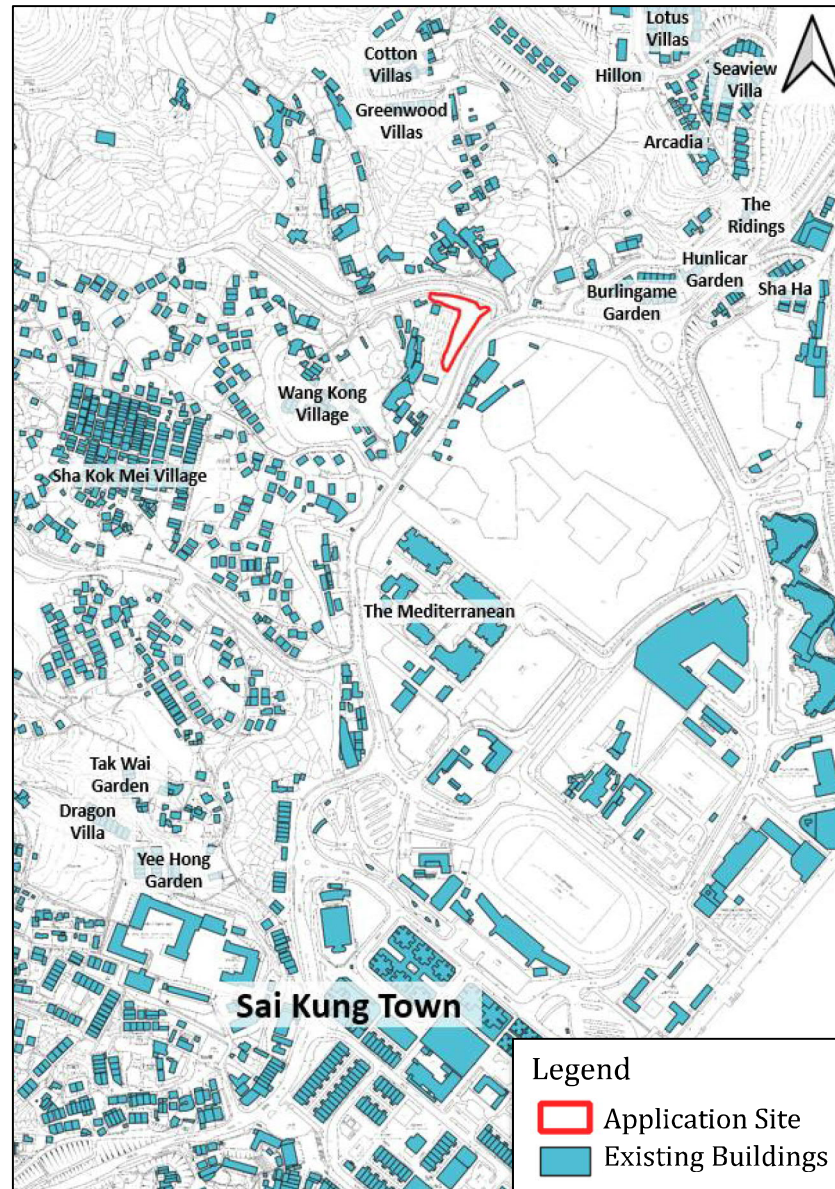 Lotus
Villas
Cotton
Villas
Hillon
Seaview
Villa
Greenwood
Villas
Arcadia
The
Ridings
Hunlicar
Garden
Burlingame
Garden
Sha Ha
Wang Kong
Village
Sha Kok Mei Village
The Mediterranean
Tak Wai
Garden
Dragon
Villa
Yee Hong
Garden
Sai Kung Town
Legend
Application Site
Existing Buildings